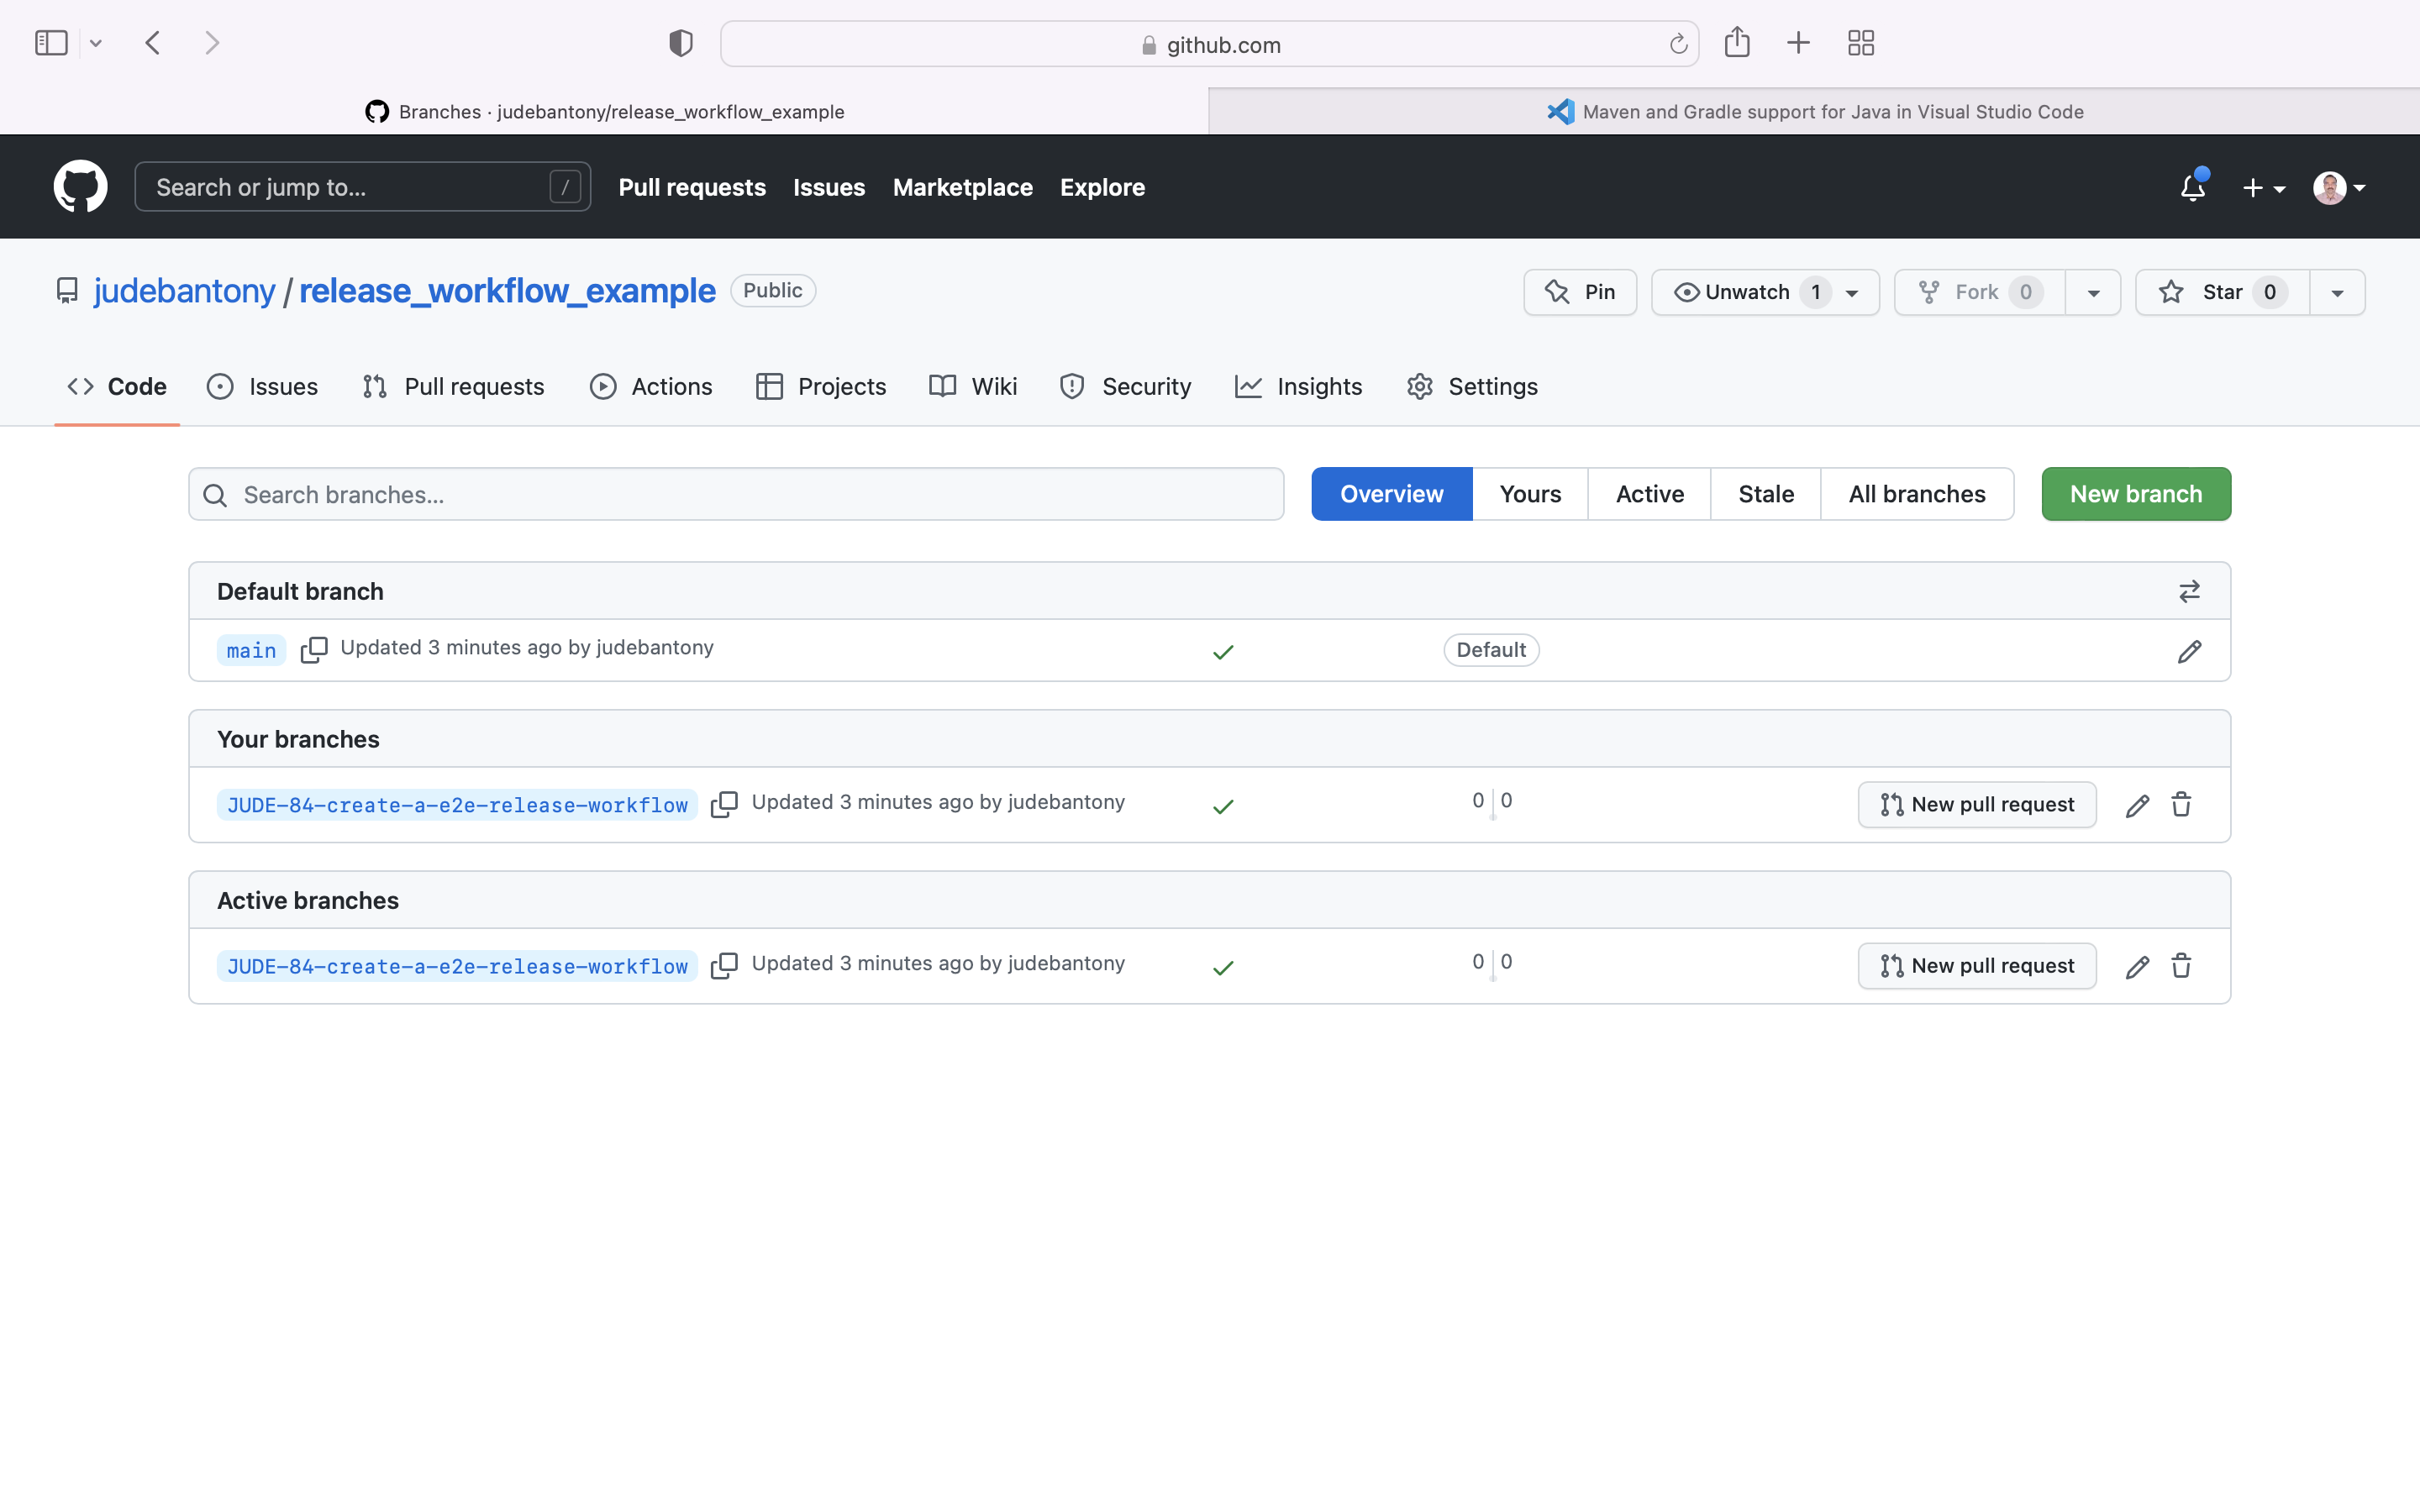 github.com
Branches · judebantony/release_workflow_example
Maven and Gradle support for Java in Visual Studio Code
Search or jump to... /
Pull requests Issues Marketplace Explore
judebantony / release_workflow_example Public
Pin Unwatch 1 Fork 0 Star 0
Code Issues Pull requests Actions Projects Wiki Security Insights Settings
Search branches... Overview Yours Active Stale All branches New branch
Default branch
main Updated 3 minutes ago by judebantony Default
Your branches
JUDE-84-create-a-e2e-release-workflow Updated 3 minutes ago by judebantony 0 0 New pull request
Active branches
JUDE-84-create-a-e2e-release-workflow Updated 3 minutes ago by judebantony 0 0 New pull request